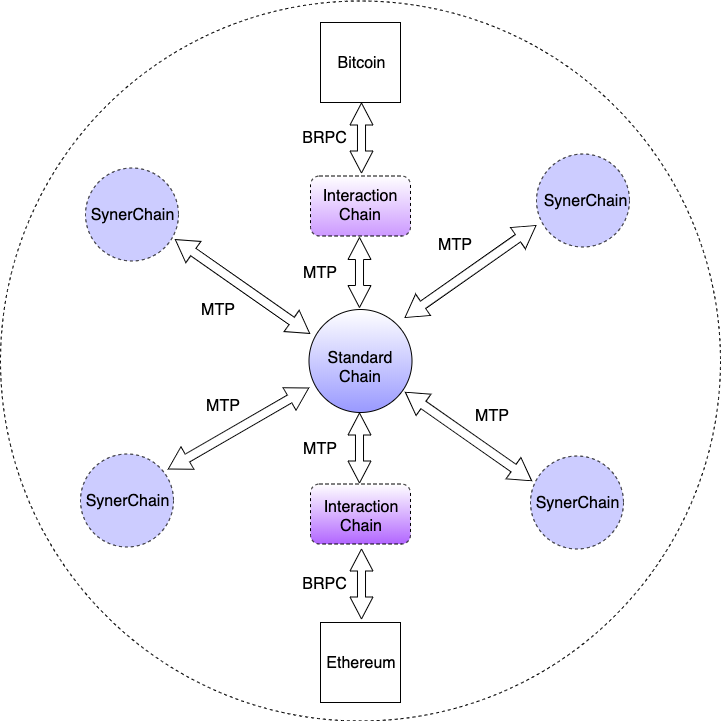 Bitcoin
BRPC
SynerChain
Interaction
Chain
SynerChain
MTP
MTP
MTP
Standard
Chain
MTP
MTP
MTP
SynerChain
Interaction
Chain
SynerChain
BRPC
Ethereum